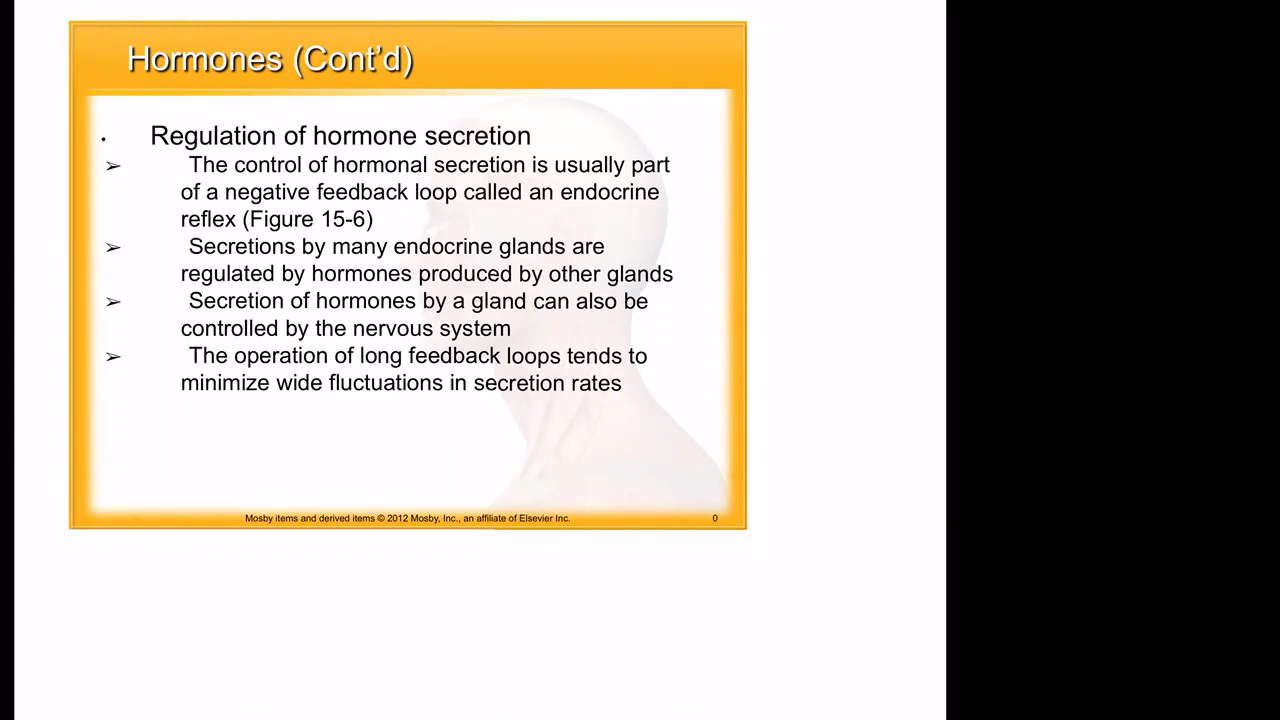 Hormones (Cont’d)
• Regulation of hormone secretion
➢ The control of hormonal secretion is usually part
of a negative feedback loop called an endocrine
reflex (Figure 15-6)
➢ Secretions by many endocrine glands are
regulated by hormones produced by other glands
➢ Secretion of hormones by a gland can also be
controlled by the nervous system
➢ The operation of long feedback loops tends to
minimize wide fluctuations in secretion rates
Mosby items and derived items © 2012 Mosby, Inc., an affiliate of Elsevier Inc. 0